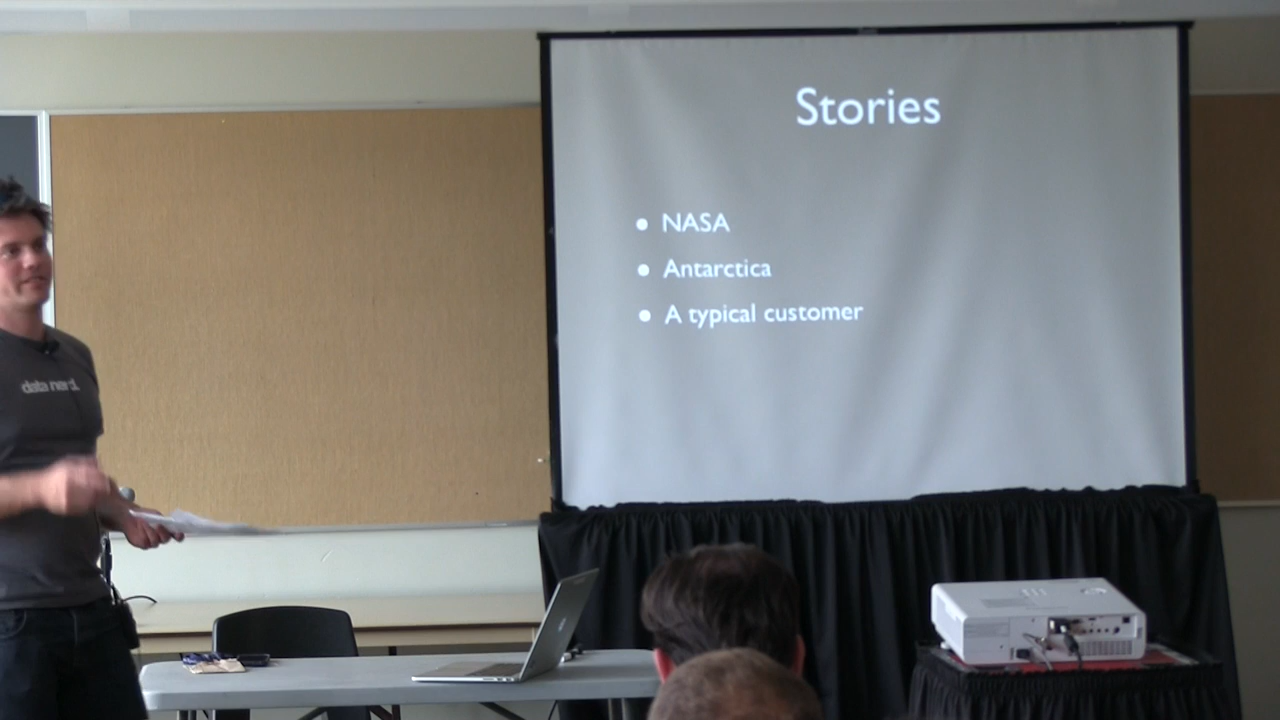 Stories
NASA
Antarctica
A typical customer
data nerd.